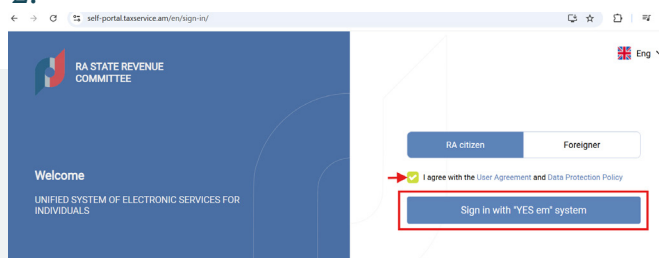 2.
self-portal.taxservice.am/en/sign-in/
RA STATE REVENUE
COMMITTEE
Eng
RA citizen
Foreigner
I agree with the User Agreement and Data Protection Policy
Sign in with "YES em" system
Welcome
UNIFIED SYSTEM OF ELECTRONIC SERVICES FOR
INDIVIDUALS